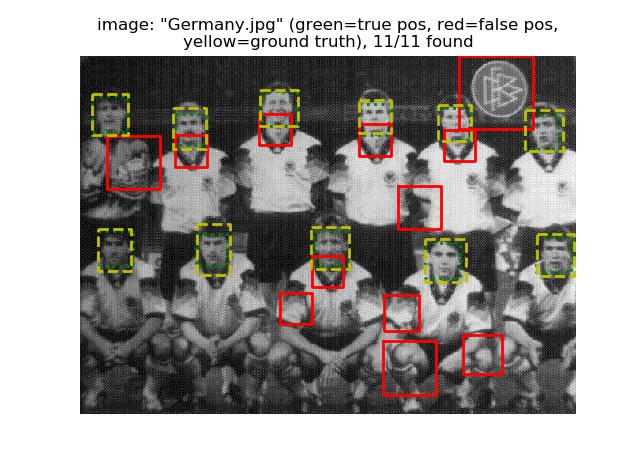 image: "Germany.jpg" (green=true pos, red=false pos,
yellow=ground truth), 11/11 found